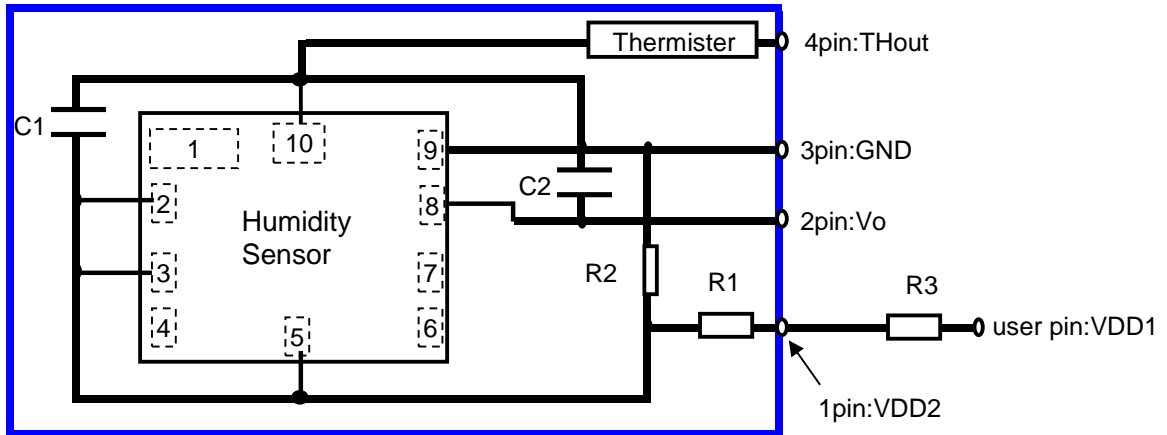 Thermister
4pin:THout
C1
1
10
9
3pin:GND
2
C2
8
2pin:Vo
Humidity
Sensor
3
7
R2
R1
R3
4
5
6
user pin:VDD1
1pin:VDD2